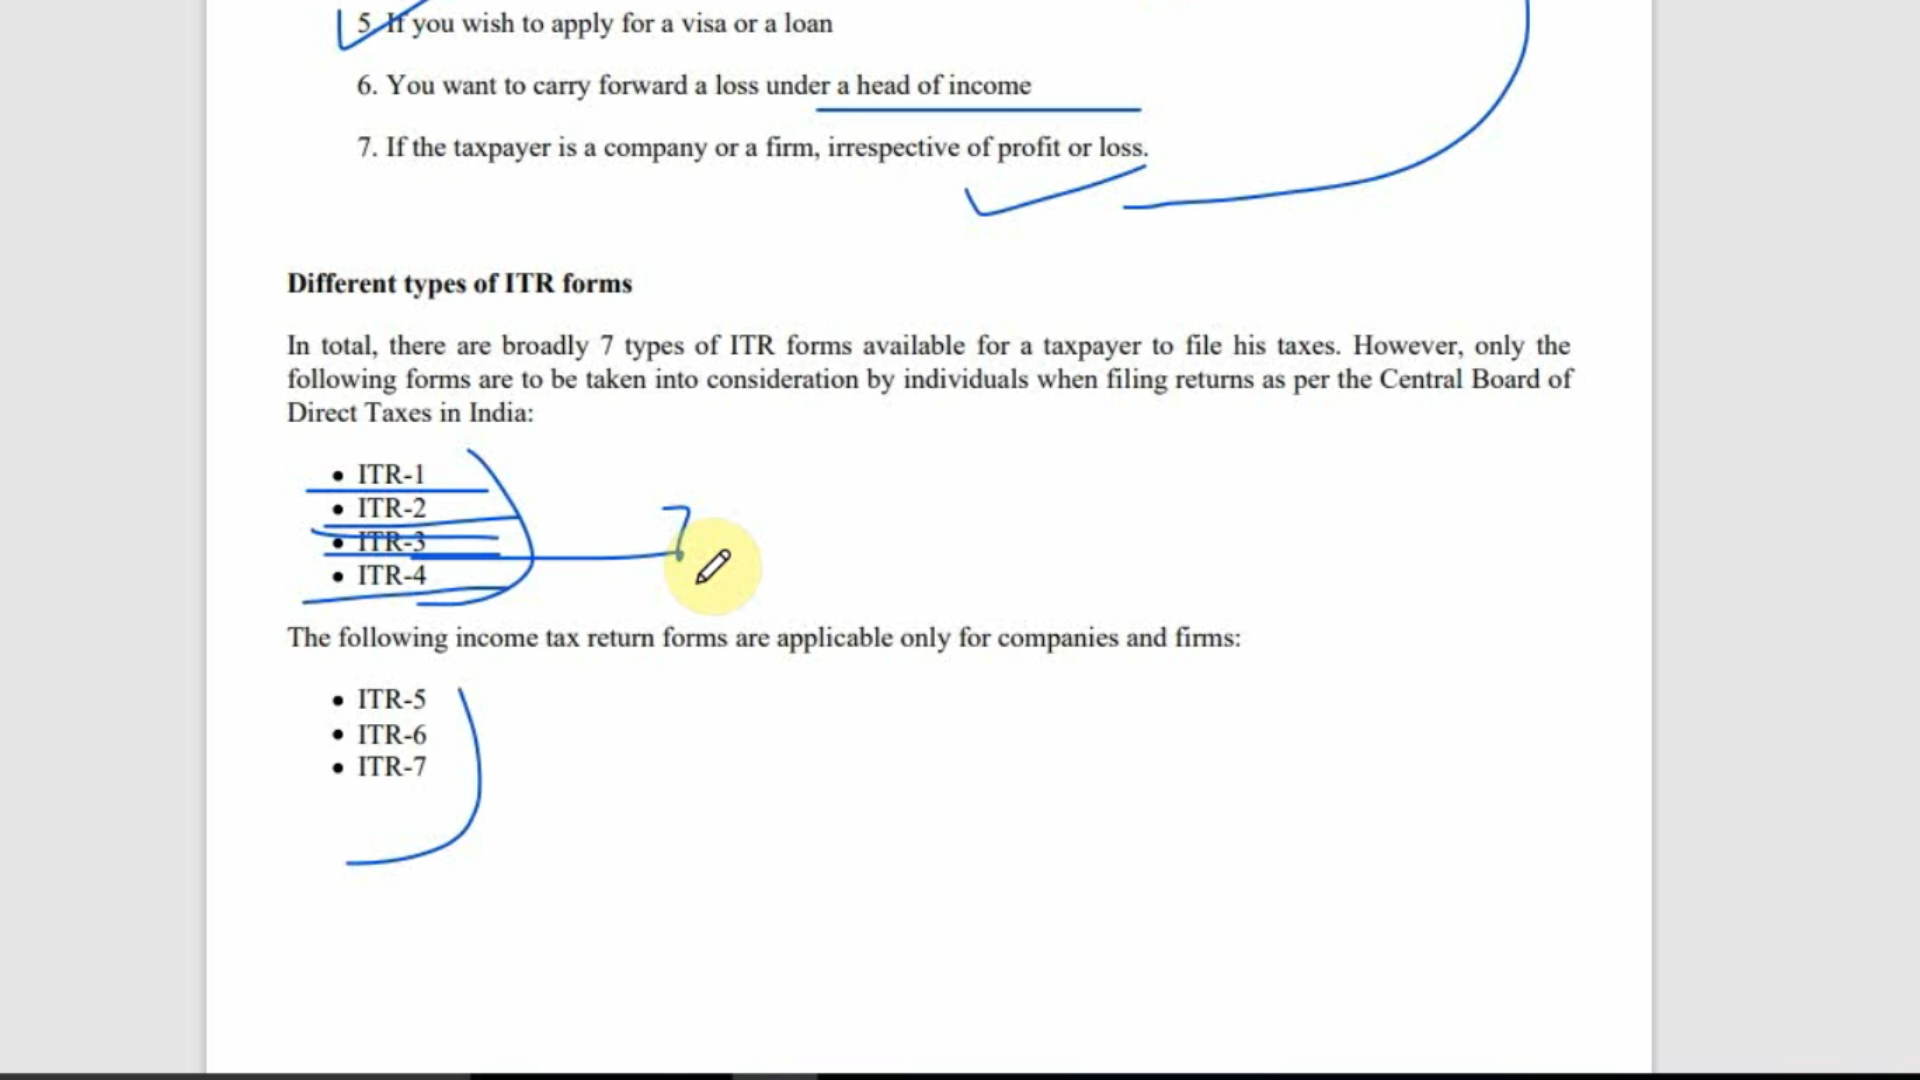 5. If you wish to apply for a visa or a loan
6. You want to carry forward a loss under a head of income
7. If the taxpayer is a company or a firm, irrespective of profit or loss.
Different types of ITR forms
In total, there are broadly 7 types of ITR forms available for a taxpayer to file his taxes. However, only the
following forms are to be taken into consideration by individuals when filing returns as per the Central Board of
Direct Taxes in India:
• ITR-1
• ITR-2
• ITR-3
• ITR-4
The following income tax return forms are applicable only for companies and firms:
• ITR-5
• ITR-6
• ITR-7